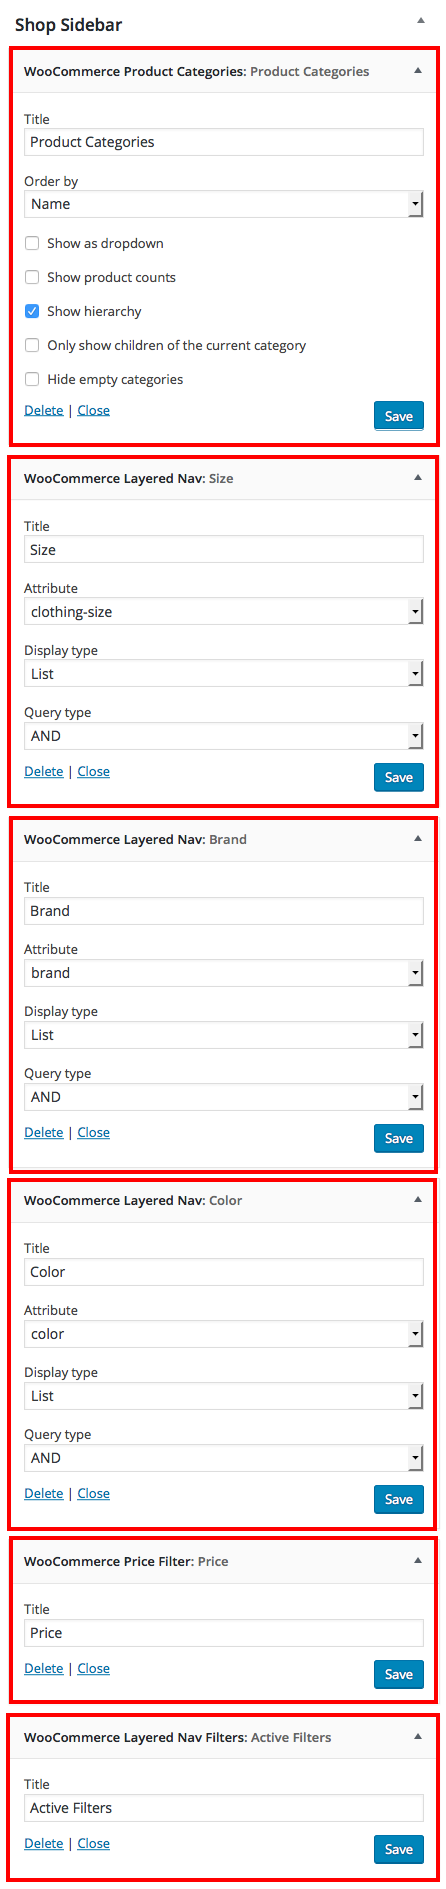 Shop Sidebar
WooCommerce Product Categories: Product Categories
Title
Product Categories
Order by
Name
Show as dropdown
Show product counts
Show hierarchy
Only show children of the current category
Hide empty categories
Delete | Close
Save
WooCommerce Layered Nav: Size
Title
Size
Attribute
clothing-size
Display type
List
Query type
AND
Delete | Close
Save
WooCommerce Layered Nav: Brand
Title
Brand
Attribute
brand
Display type
List
Query type
AND
Delete | Close
Save
WooCommerce Layered Nav: Color
Title
Color
Attribute
color
Display type
List
Query type
AND
Delete | Close
Save
WooCommerce Price Filter: Price
Title
Price
Delete | Close
Save
WooCommerce Layered Nav Filters: Active Filters
Title
Active Filters
Delete | Close
Save